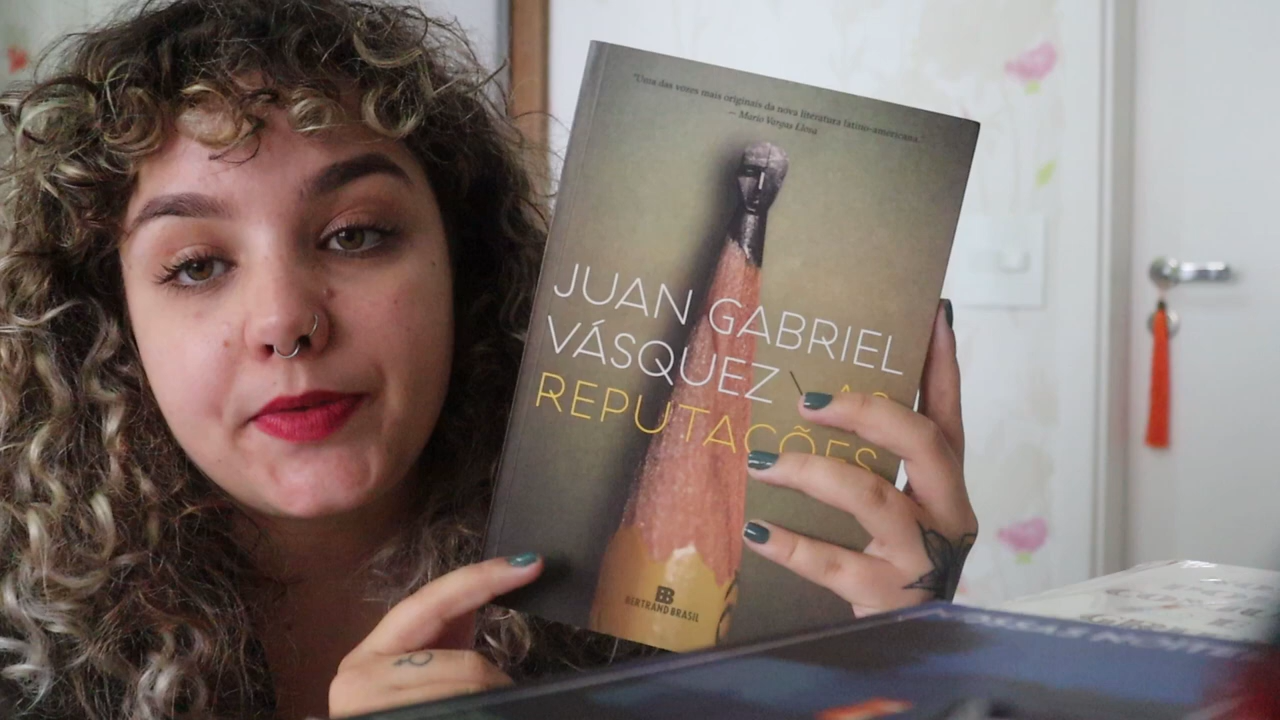 "Uma das vozes mais originais da nova literatura latino-americana."
— Mario Vargas Llosa
JUAN GABRIEL
VÁSQUEZ AS
REPUTAÇÕES
BB
BERTRAND BRASIL